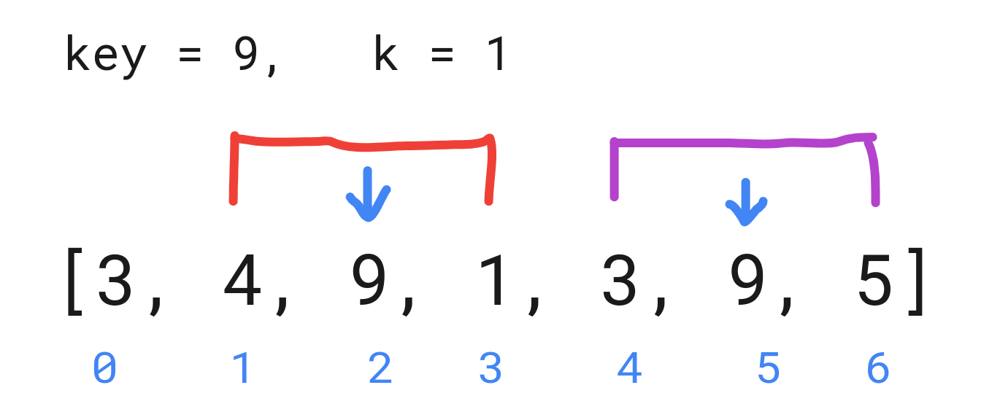 key = 9,   k = 1
[3, 4, 9, 1, 3, 9, 5]
0 1 2 3 4 5 6